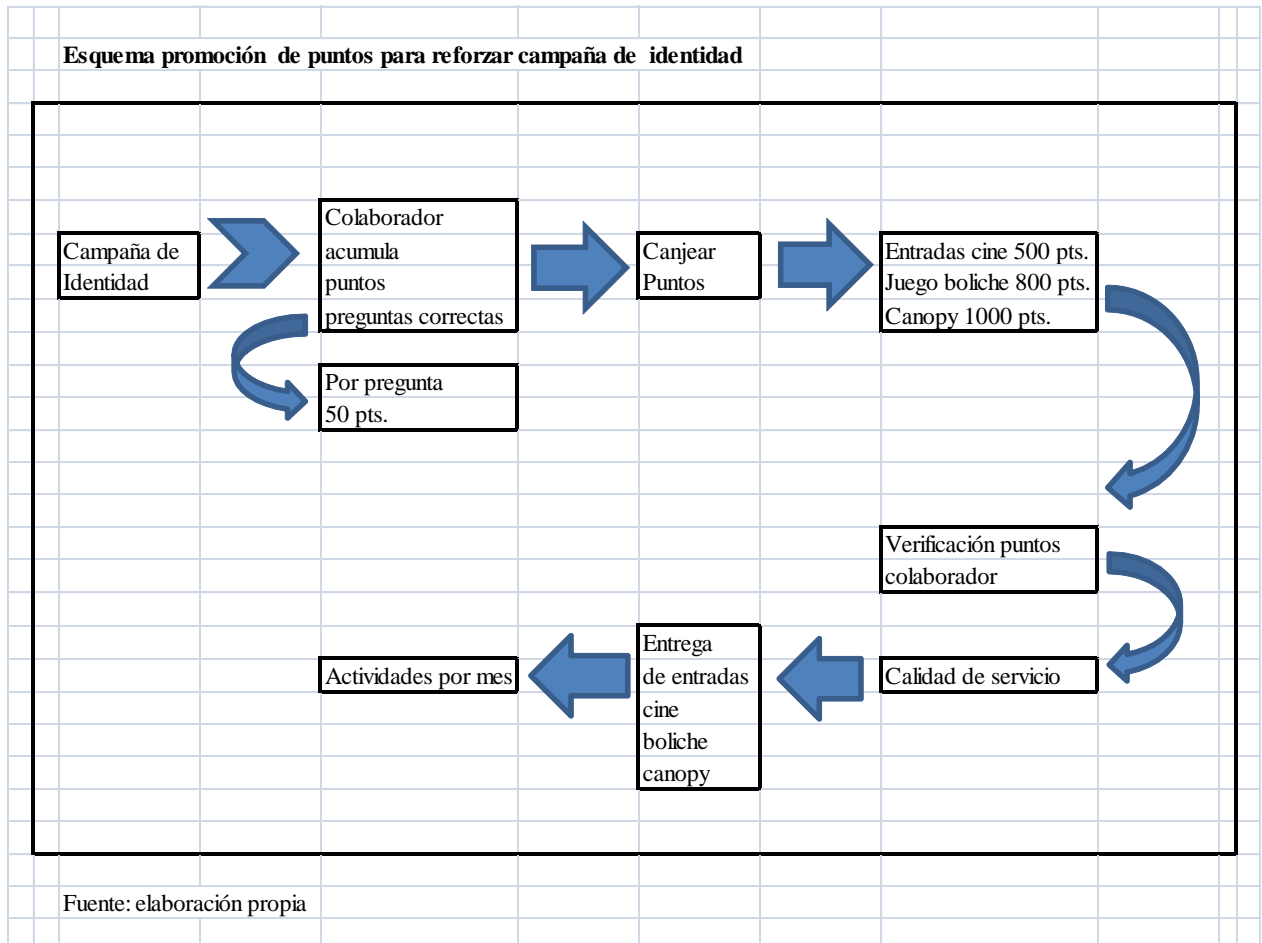 Esquema promoción de puntos para reforzar campaña de identidad
Campaña de
Identidad
Colaborador
acumula
puntos
preguntas correctas
Por pregunta
50 pts.
Canjear
Puntos
Entradas cine 500 pts.
Juego boliche 800 pts.
Canopy 1000 pts.
Verificación puntos
colaborador
Calidad de servicio
Entrega
de entradas
cine
boliche
canopy
Actividades por mes
Fuente: elaboración propia